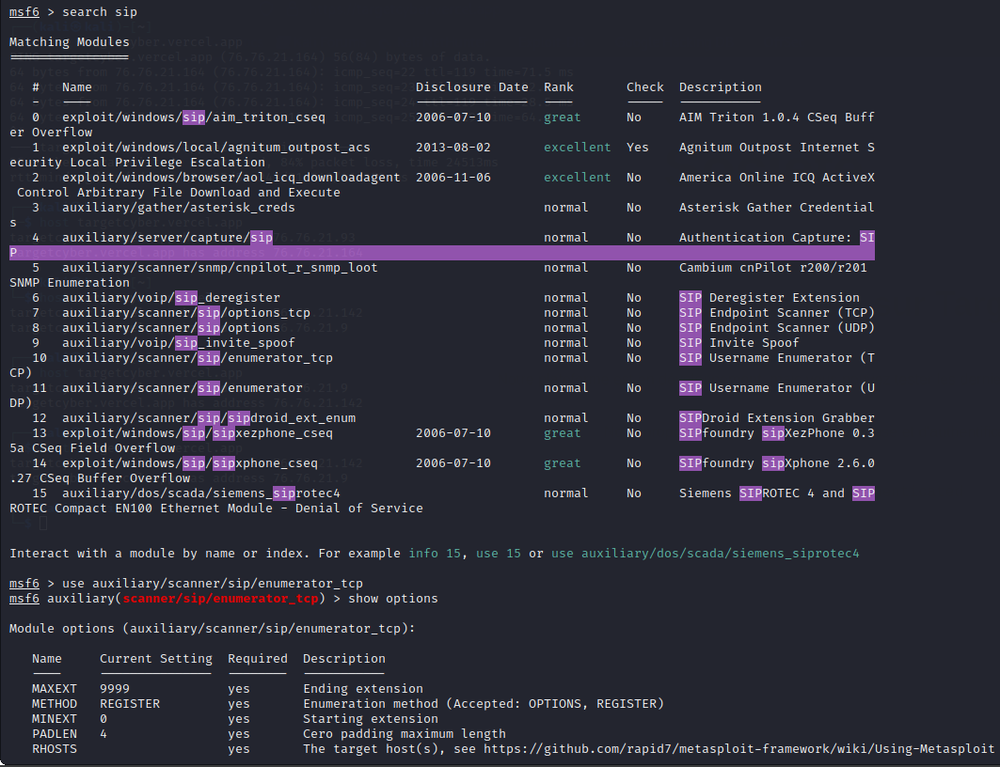 msf6 > search sip
Matching Modules
# Name Disclosure Date Rank Check Description
- ---- --------------- ---- ----- -----------
0 exploit/windows/sip/aim_triton_cseq 2006-07-10 great No AIM Triton 1.0.4 CSeq Buff
er Overflow
1 exploit/windows/local/agnitum_outpost_acs 2013-08-02 excellent Yes Agnitum Outpost Internet S
ecurity Local Privilege Escalation
2 exploit/windows/browser/aol_icq_downloadagent 2006-11-06 excellent No America Online ICQ ActiveX
Control Arbitrary File Download and Execute
3 auxiliary/gather/asterisk_creds normal No Asterisk Gather Credential
s
4 auxiliary/server/capture/sip normal No Authentication Capture: SI
P
5 auxiliary/scanner/snmp/cnpilot_r_snmp_loot normal No Cambium cnPilot r200/r201
SNMP Enumeration
6 auxiliary/voip/sip_deregister normal No SIP Deregister Extension
7 auxiliary/scanner/sip/options_tcp normal No SIP Endpoint Scanner (TCP)
8 auxiliary/scanner/sip/options normal No SIP Endpoint Scanner (UDP)
9 auxiliary/voip/sip_invite_spoof normal No SIP Invite Spoof
10 auxiliary/scanner/sip/enumerator_tcp normal No SIP Username Enumerator (T
CP)
11 auxiliary/scanner/sip/enumerator normal No SIP Username Enumerator (U
DP)
12 auxiliary/scanner/sip/sipdroid_ext_enum normal No SIPDroid Extension Grabber
13 exploit/windows/sip/sipxezphone_cseq 2006-07-10 great No SIPfoundry sipXezPhone 0.3
5a CSeq Field Overflow
14 exploit/windows/sip/sipxphone_cseq 2006-07-10 great No SIPfoundry sipXphone 2.6.0
.27 CSeq Buffer Overflow
15 auxiliary/dos/scada/siemens_siprotec4 normal No Siemens SIPROTEC 4 and SIP
ROTEC Compact EN100 Ethernet Module - Denial of Service
Interact with a module by name or index. For example info 15, use 15 or use auxiliary/dos/scada/siemens_siprotec4
msf6 > use auxiliary/scanner/sip/enumerator_tcp
msf6 auxiliary(scanner/sip/enumerator_tcp) > show options
Module options (auxiliary/scanner/sip/enumerator_tcp):
Name Current Setting Required Description
---- --------------- -------- -----------
MAXEXT 9999 yes Ending extension
METHOD REGISTER yes Enumeration method (Accepted: OPTIONS, REGISTER)
MINEXT 0 yes Starting extension
PADLEN 4 yes Cero padding maximum length
RHOSTS yes The target host(s), see https://github.com/rapid7/metasploit-framework/wiki/Using-Metasploit